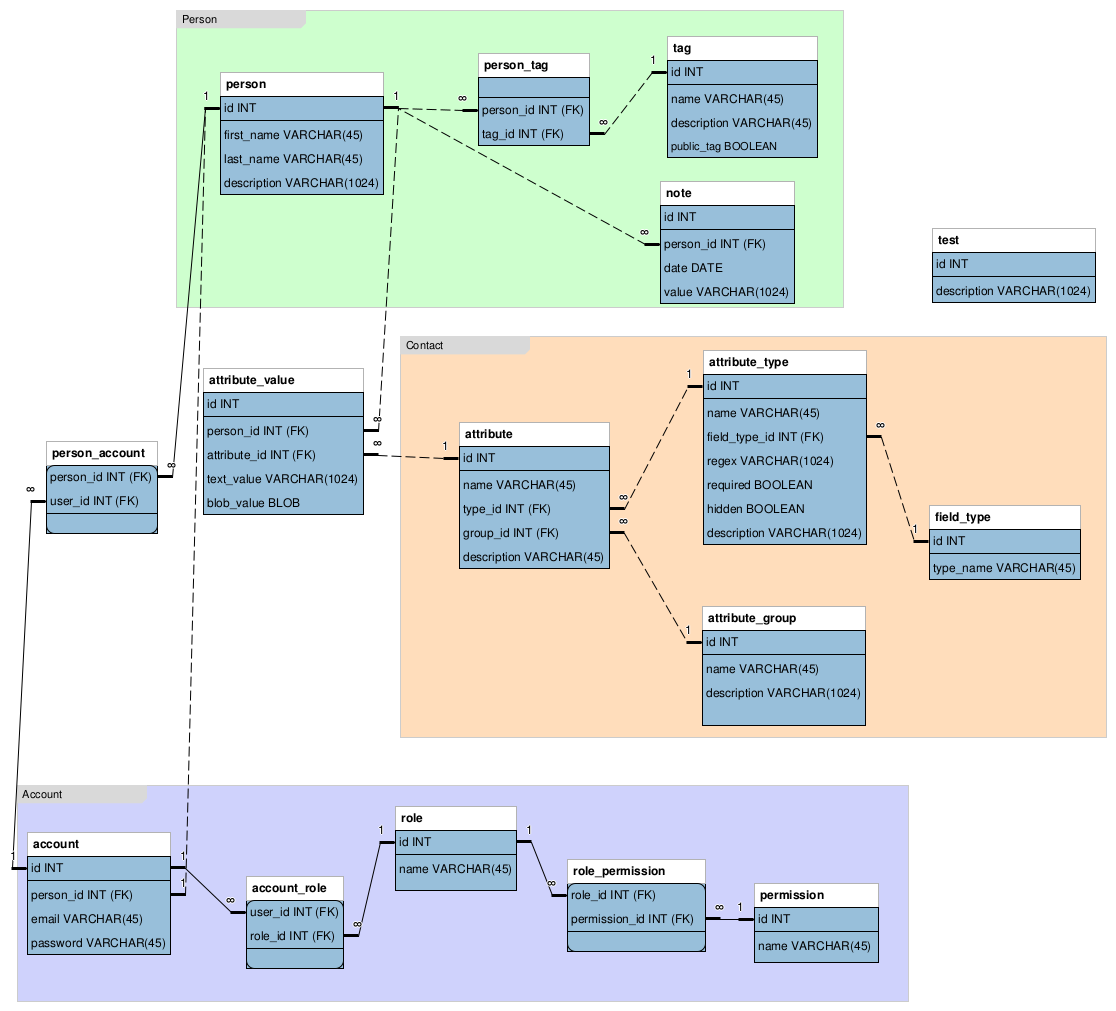 Person
person
id INT
first_name VARCHAR(45)
last_name VARCHAR(45)
description VARCHAR(1024)
1
1
person_tag
person_id INT (FK)
tag_id INT (FK)
∞
∞
tag
id INT
name VARCHAR(45)
description VARCHAR(45)
public_tag BOOLEAN
1
note
id INT
person_id INT (FK)
date DATE
value VARCHAR(1024)
∞
test
id INT
description VARCHAR(1024)
attribute_value
id INT
person_id INT (FK)
attribute_id INT (FK)
text_value VARCHAR(1024)
blob_value BLOB
∞
∞
person_account
person_id INT (FK)
user_id INT (FK)
∞
∞
Contact
attribute
id INT
name VARCHAR(45)
type_id INT (FK)
group_id INT (FK)
description VARCHAR(45)
1
∞
∞
attribute_type
id INT
name VARCHAR(45)
field_type_id INT (FK)
regex VARCHAR(1024)
required BOOLEAN
hidden BOOLEAN
description VARCHAR(1024)
1
∞
field_type
id INT
type_name VARCHAR(45)
1
attribute_group
id INT
name VARCHAR(45)
description VARCHAR(1024)
1
Account
account
id INT
person_id INT (FK)
email VARCHAR(45)
password VARCHAR(45)
1
1
1
account_role
user_id INT (FK)
role_id INT (FK)
∞
∞
role
id INT
name VARCHAR(45)
1
1
role_permission
role_id INT (FK)
permission_id INT (FK)
∞
∞
permission
id INT
name VARCHAR(45)
1